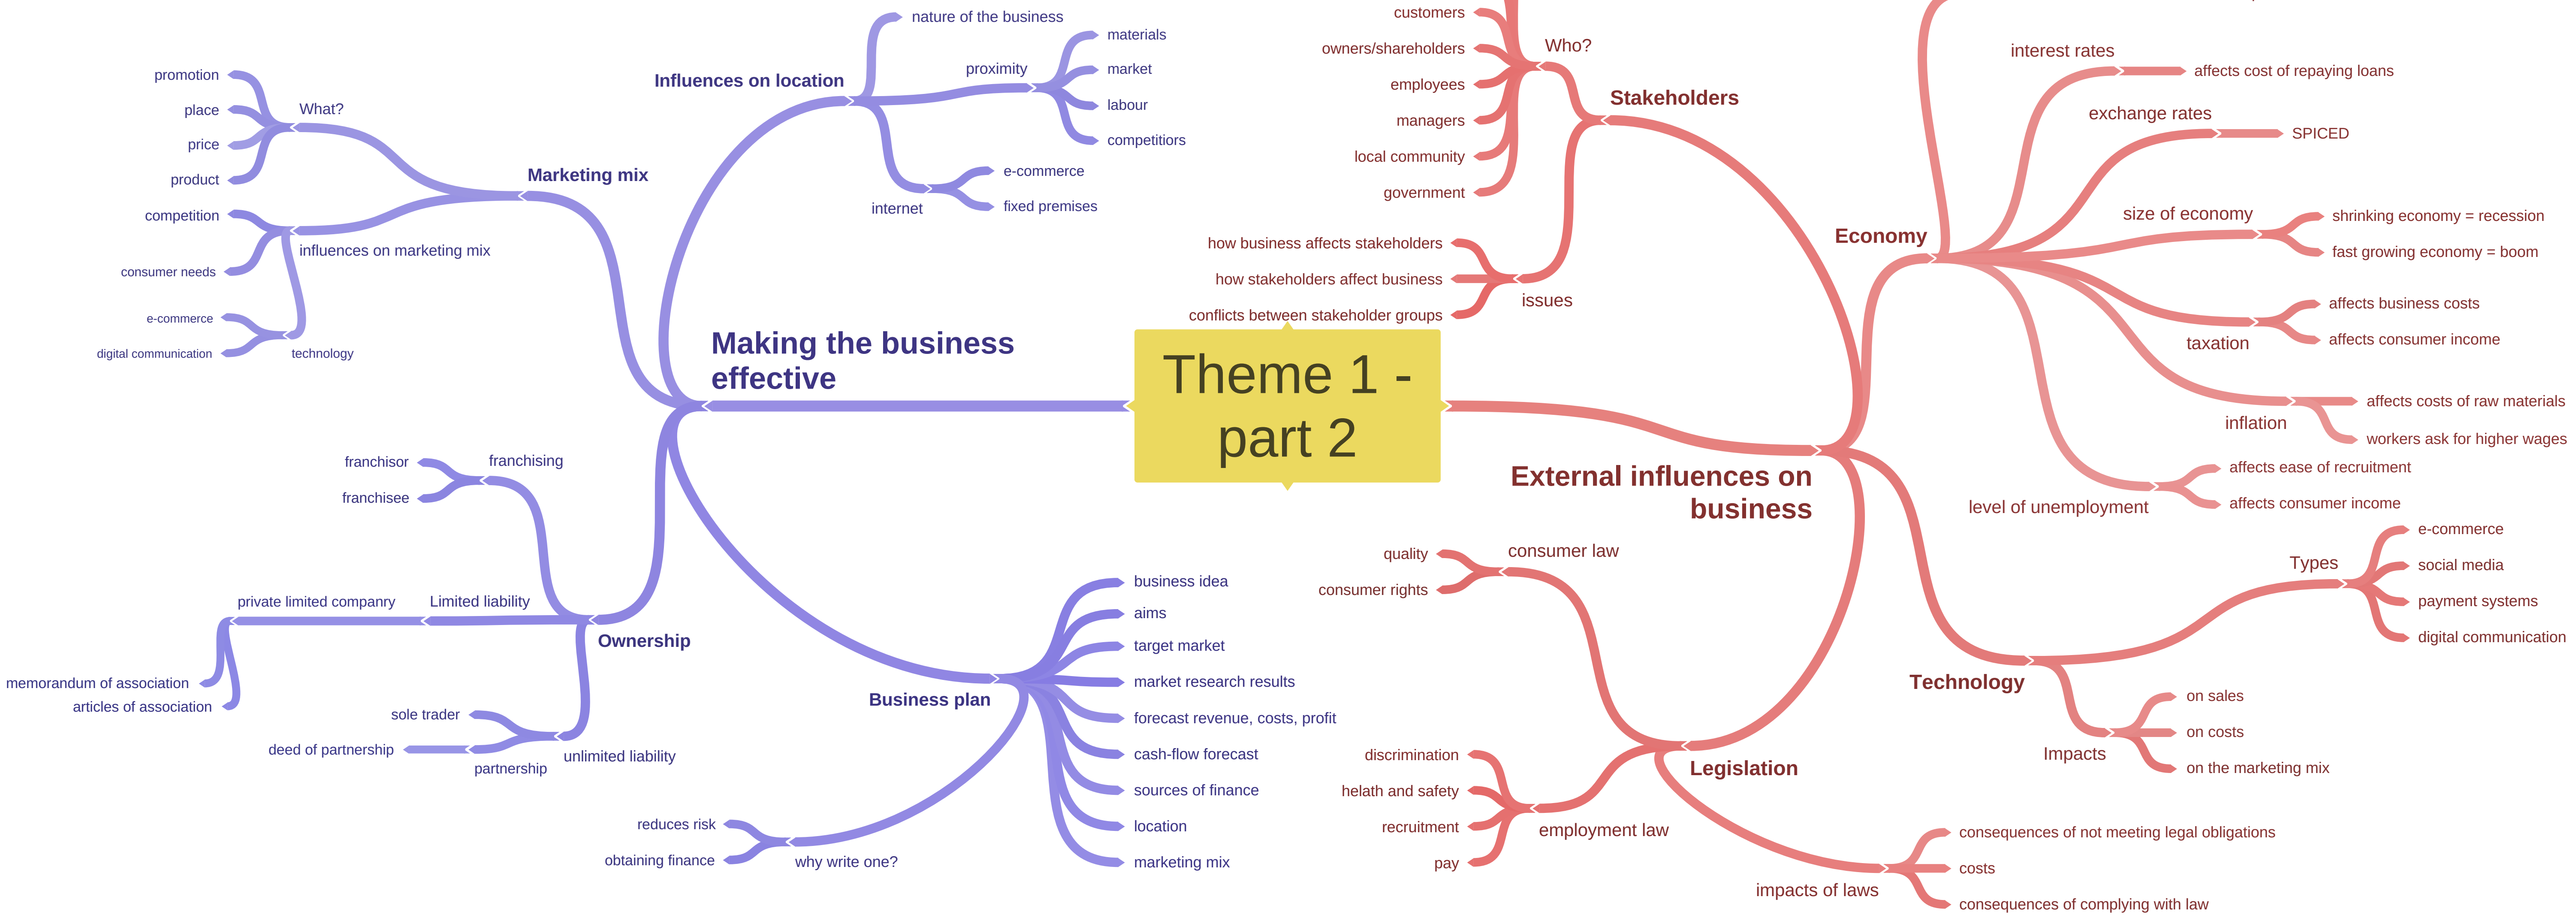 Theme 1 -
part 2
Making the business
effective
Influences on location
nature of the business
proximity
materials
market
labour
competitiors
internet
e-commerce
fixed premises
Marketing mix
What?
promotion
place
price
product
influences on marketing mix
competition
consumer needs
technology
e-commerce
digital communication
Ownership
franchising
franchisor
franchisee
Limited liability
private limited companry
memorandum of association
articles of association
unlimited liability
sole trader
partnership
deed of partnership
Business plan
business idea
aims
target market
market research results
forecast revenue, costs, profit
cash-flow forecast
sources of finance
location
marketing mix
why write one?
reduces risk
obtaining finance
External influences on
business
Stakeholders
Who?
customers
owners/shareholders
employees
managers
local community
government
issues
how business affects stakeholders
how stakeholders affect business
conflicts between stakeholder groups
Economy
interest rates
affects cost of repaying loans
exchange rates
SPICED
size of economy
shrinking economy = recession
fast growing economy = boom
taxation
affects business costs
affects consumer income
inflation
affects costs of raw materials
workers ask for higher wages
level of unemployment
affects ease of recruitment
affects consumer income
Technology
Types
e-commerce
social media
payment systems
digital communication
Impacts
on sales
on costs
on the marketing mix
Legislation
consumer law
quality
consumer rights
employment law
discrimination
helath and safety
recruitment
pay
impacts of laws
consequences of not meeting legal obligations
costs
consequences of complying with law